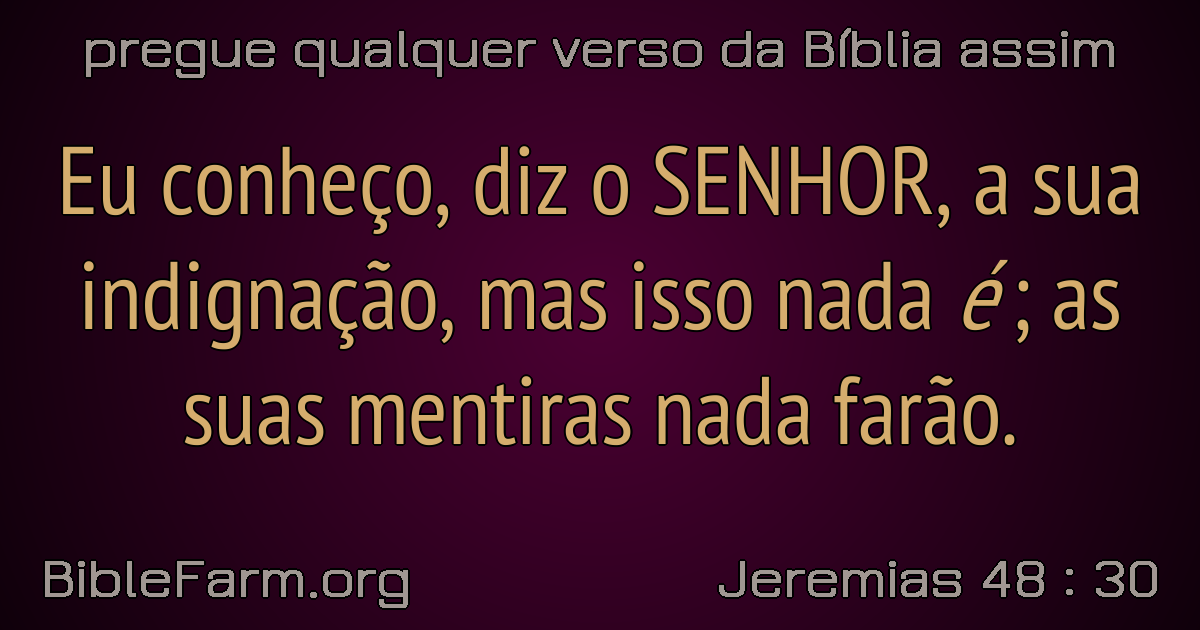 pregue qualquer verso da Bíblia assim
Eu conheço, diz o SENHOR, a sua
indignação, mas isso nada é; as
suas mentiras nada farão.
BibleFarm.org
Jeremias 48 : 30